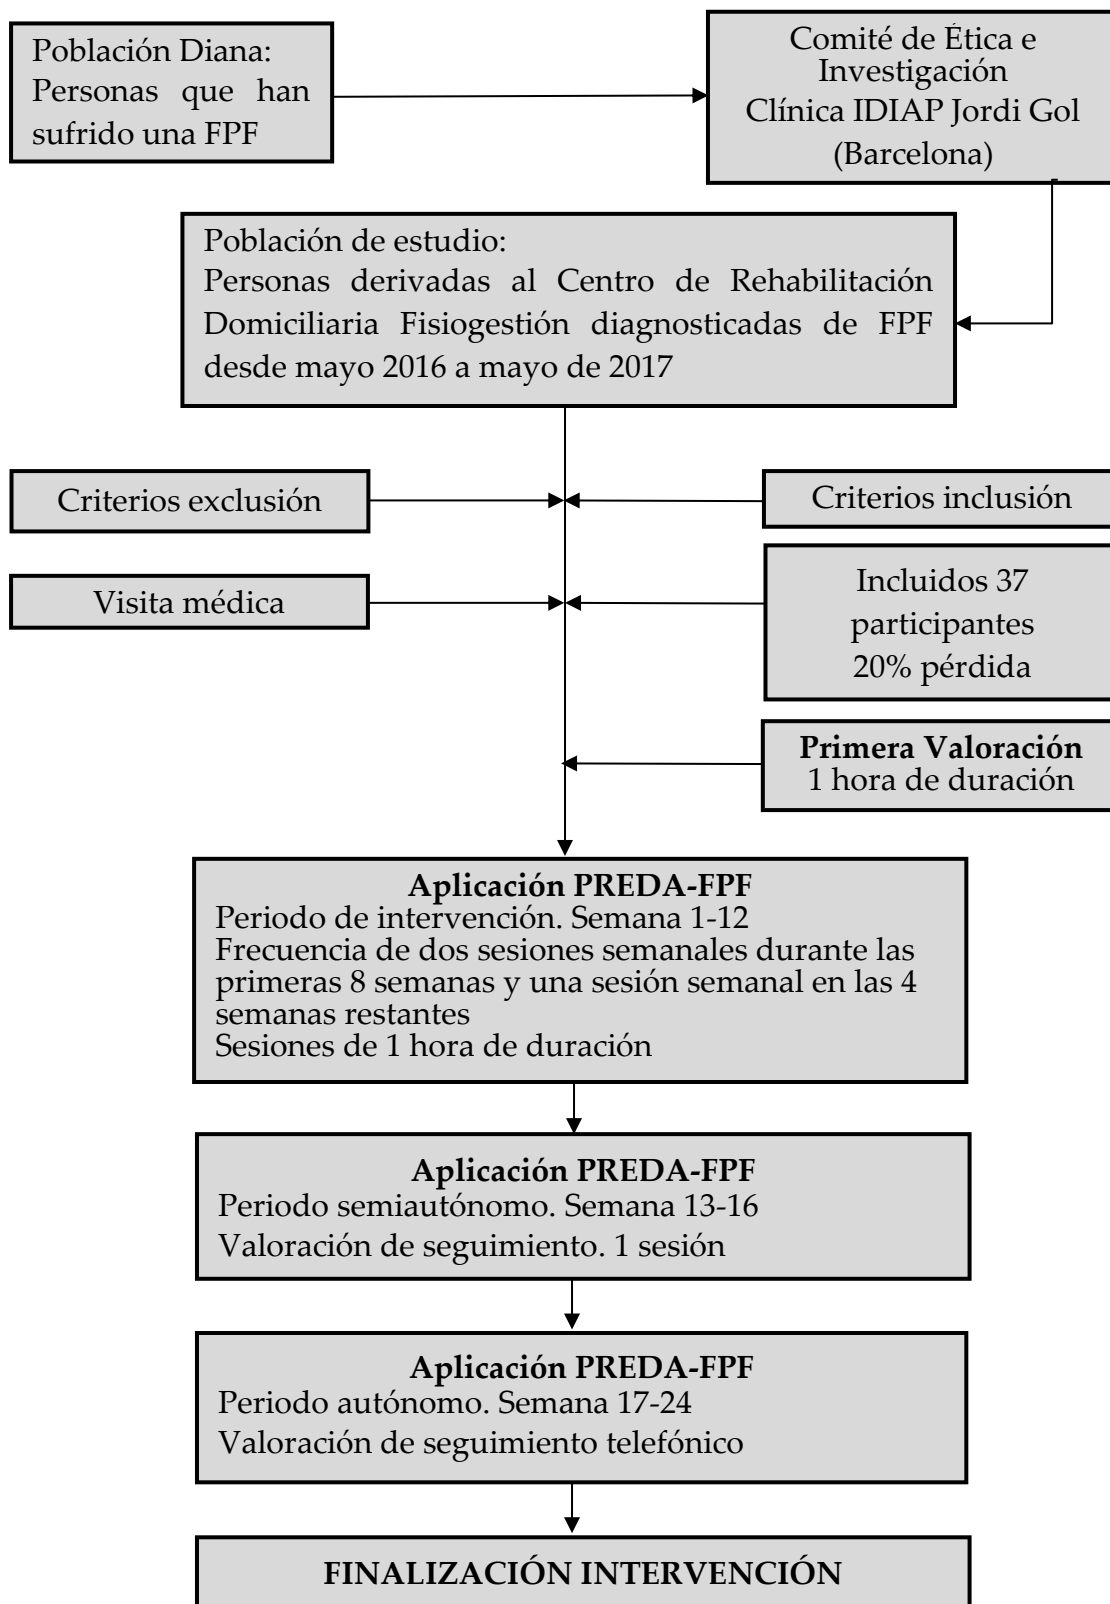 Población Diana:
Personas que han
sufrido una FPF
Comité de Ética e
Investigación
Clínica IDIAP Jordi Gol
(Barcelona)
Población de estudio:
Personas derivadas al Centro de Rehabilitación
Domiciliaria Fisiogestión diagnosticadas de FPF
desde mayo 2016 a mayo de 2017
Criterios exclusión
Criterios inclusión
Visita médica
Incluidos 37
participantes
20% pérdida
Primera Valoración
1 hora de duración
Aplicación PREDA-FPF
Periodo de intervención. Semana 1-12
Frecuencia de dos sesiones semanales durante las
primeras 8 semanas y una sesión semanal en las 4
semanas restantes
Sesiones de 1 hora de duración
Aplicación PREDA-FPF
Periodo semiautónomo. Semana 13-16
Valoración de seguimiento. 1 sesión
Aplicación PREDA-FPF
Periodo autónomo. Semana 17-24
Valoración de seguimiento telefónico
FINALIZACIÓN INTERVENCIÓN